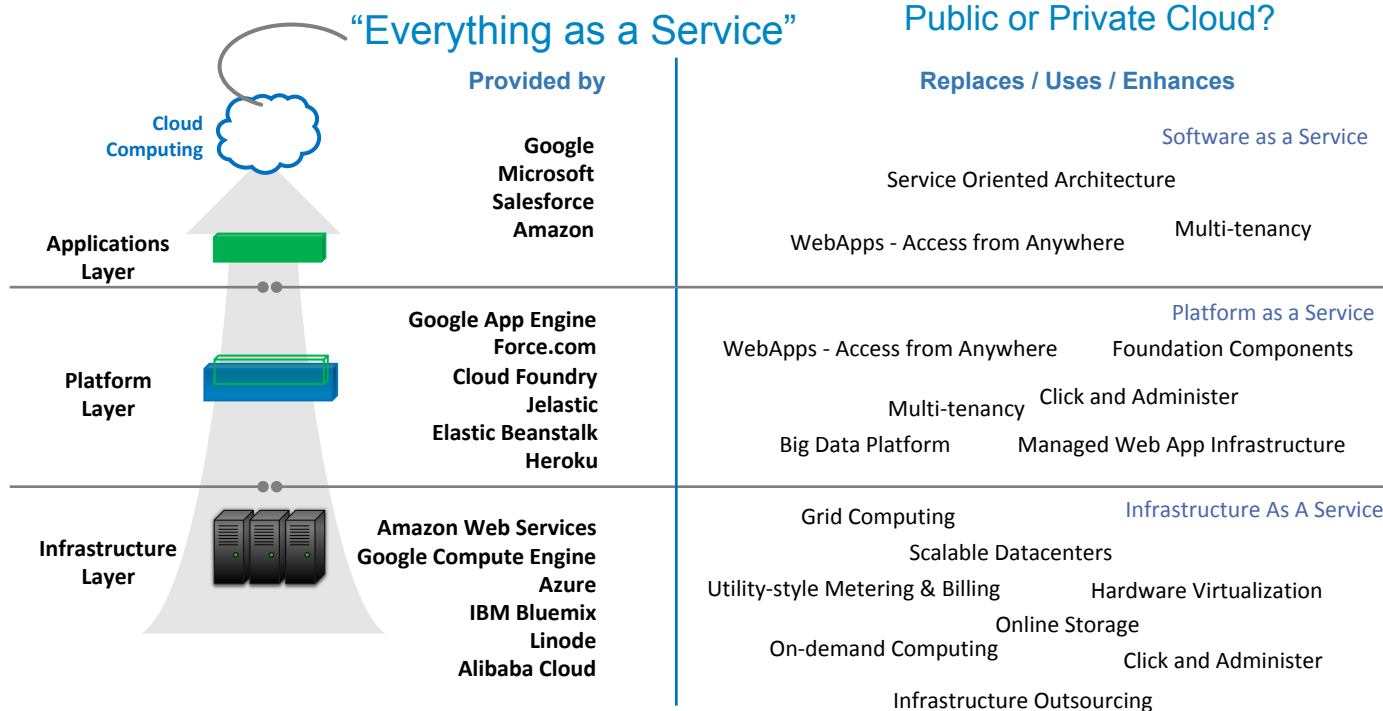 “Everything as a Service”
Public or Private Cloud?
Provided by
Replaces / Uses / Enhances
Cloud
Computing
Google
Microsoft
Salesforce
Amazon
Software as a Service
Service Oriented Architecture
WebApps - Access from Anywhere
Multi-tenancy
Applications
Layer
Google App Engine
Force.com
Cloud Foundry
Jelastic
Elastic Beanstalk
Heroku
Platform as a Service
WebApps - Access from Anywhere
Foundation Components
Multi-tenancy
Click and Administer
Big Data Platform
Managed Web App Infrastructure
Platform
Layer
Amazon Web Services
Google Compute Engine
Azure
IBM Bluemix
Linode
Alibaba Cloud
Infrastructure As A Service
Grid Computing
Scalable Datacenters
Utility-style Metering & Billing
Hardware Virtualization
Online Storage
On-demand Computing
Click and Administer
Infrastructure Outsourcing
Infrastructure
Layer